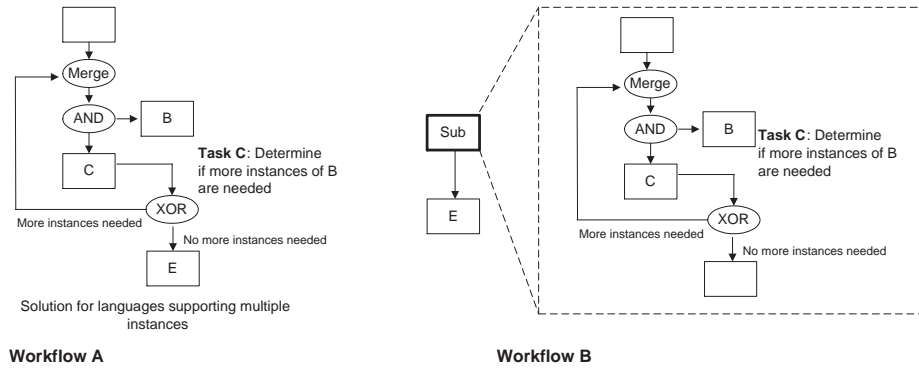 Merge
AND
B
C
Task C: Determine
if more instances of B
are needed
XOR
More instances needed
No more instances needed
E
Solution for languages supporting multiple
instances
Workflow A
Sub
E
Merge
AND
B
C
Task C: Determine
if more instances of B
are needed
XOR
More instances needed
No more instances needed
Workflow B